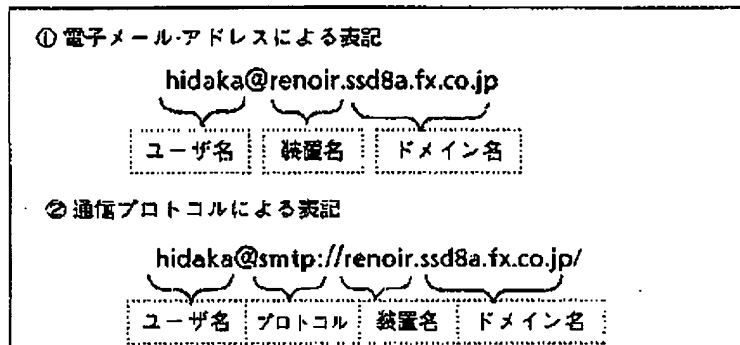 ① 電子メール・アドレスによる表記
hidaka@renoir.ssd8a.fx.co.jp
ユーザ名 装置名 ドメイン名
② 通信プロトコルによる表記
hidaka@smtp://renoir.ssd8a.fx.co.jp/
ユーザ名 プロトコル 装置名 ドメイン名